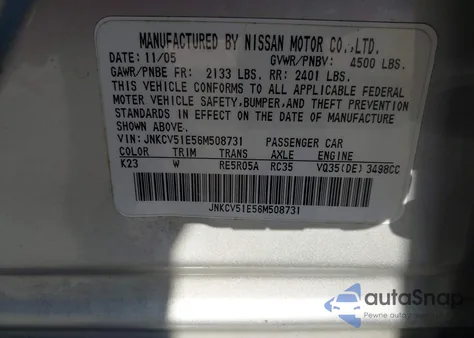 MANUFACTURED BY NISSAN MOTOR CO.,LTD.
DATE: 11/05 GVWR/PNBV: 4500 LBS.
GAWR/PNBE FR: 2133 LBS. RR: 2401 LBS.
THIS VEHICLE CONFORMS TO ALL APPLICABLE FEDERAL
MOTOR VEHICLE SAFETY, BUMPER, AND THEFT PREVENTION
STANDARDS IN EFFECT ON THE DATE OF MANUFACTURE
SHOWN ABOVE.
VIN: JNKCV51E56M508731 PASSENGER CAR
COLOR TRIM TRANS AXLE ENGINE
K23 W RE5R05A RC35 VQ35(DE) 3498CC
JNKCV51E56M508731
autoSnap
Pewne auto